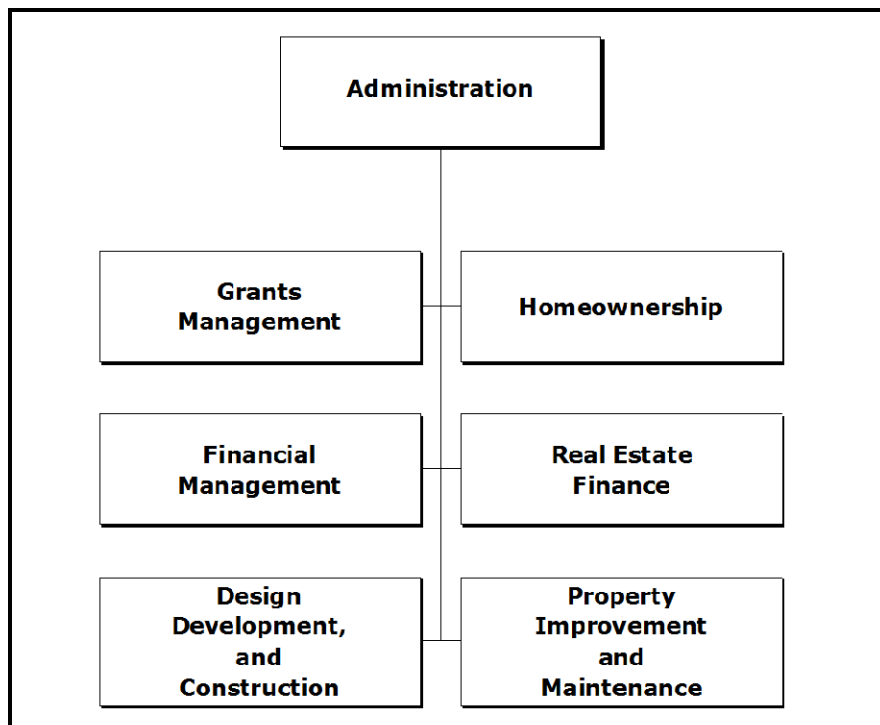 Administration
Grants
Management
Homeownership
Financial
Management
Real Estate
Finance
Design
Development,
and
Construction
Property
Improvement
and
Maintenance